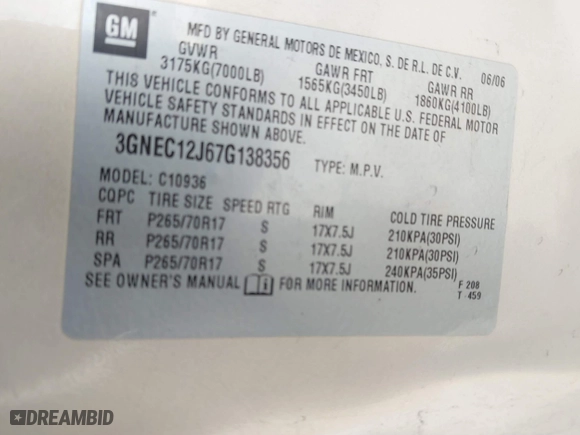 GM
MFD BY GENERAL MOTORS DE MEXICO, S. DE R.L. DE C.V. 06/06
GVWR GAWR FRT GAWR RR
3175KG(7000LB) 1565KG(3450LB) 1860KG(4100LB)
THIS VEHICLE CONFORMS TO ALL APPLICABLE U.S. FEDERAL MOTOR
VEHICLE SAFETY STANDARDS IN EFFECT ON THE DATE OF
MANUFACTURE SHOWN ABOVE.
3GNEC12J67G138356 TYPE: M.P.V.
MODEL: C10936
CQPC TIRE SIZE SPEED RTG RIM COLD TIRE PRESSURE
FRT P265/70R17 S 17X7.5J 210KPA(30PSI)
RR P265/70R17 S 17X7.5J 210KPA(30PSI)
SPA P265/70R17 S 17X7.5J 240KPA(35PSI)
SEE OWNER'S MANUAL FOR MORE INFORMATION. F 208
T 459
DREAMBID